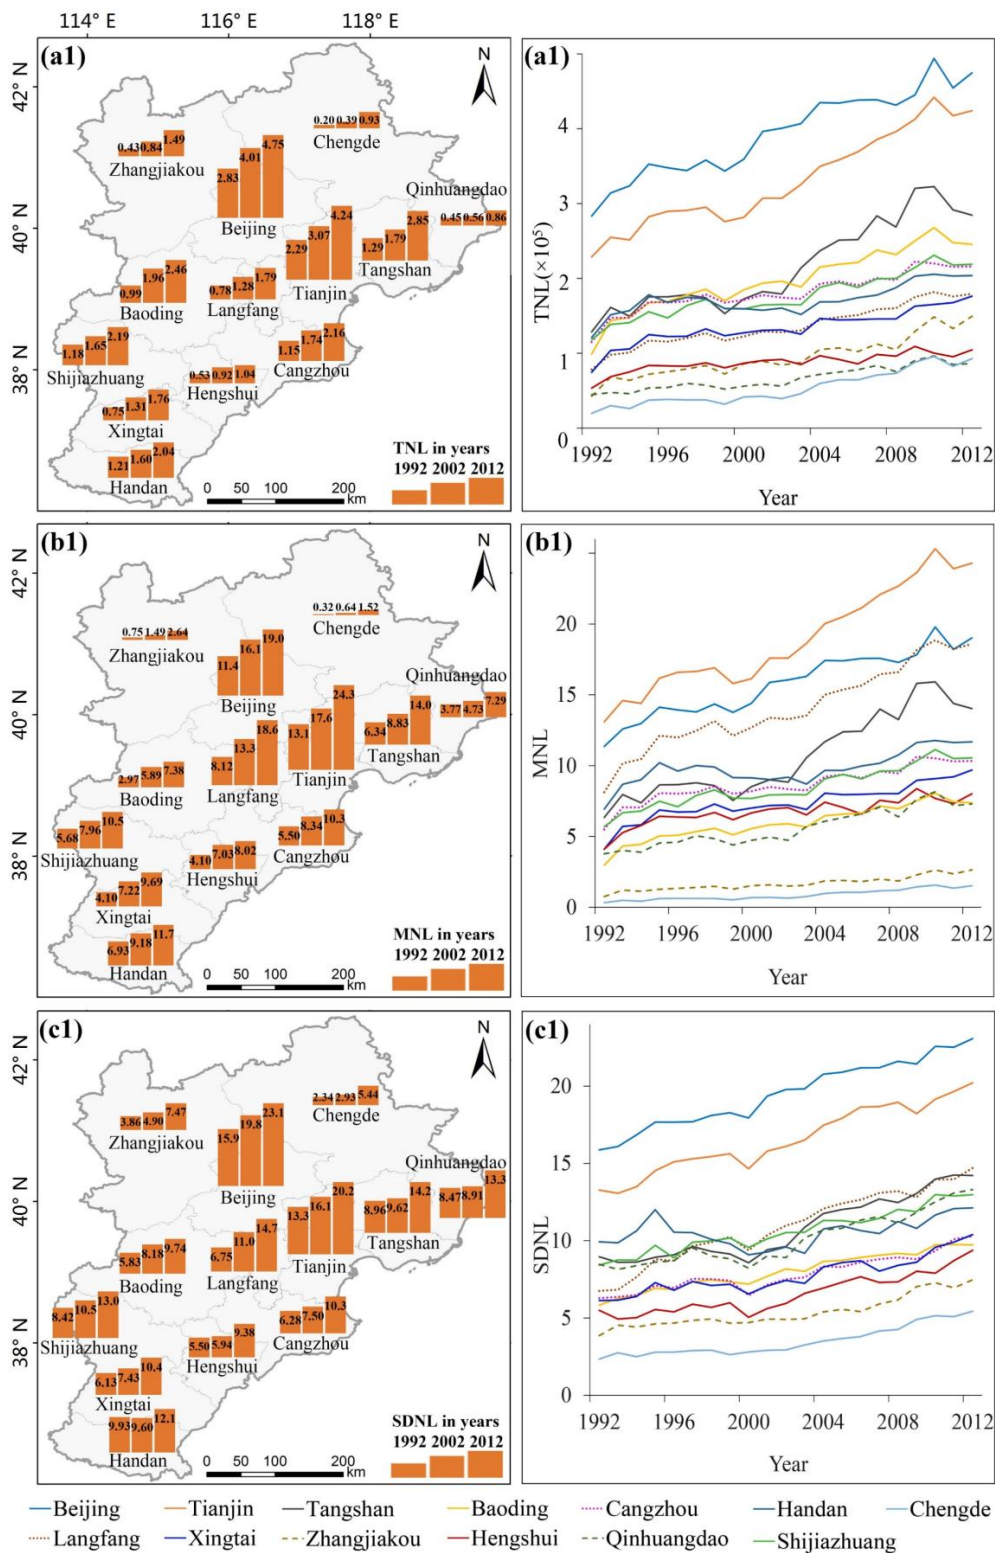 114° E 116° E 118° E
(a1)
N
42° N
40° N
38° N
0.43 0.84 1.49
Zhangjiakou
2.83 4.01 4.75
Beijing
0.20 0.39 0.93
Chengde
Qinhuangdao
0.45 0.56 0.86
2.29 3.07 4.24
Tianjin
1.29 1.79 2.85
Tangshan
0.99 1.96 2.46
Baoding
0.78 1.28 1.79
Langfang
1.18 1.65 2.19
Shijiazhuang
1.15 1.74 2.16
Cangzhou
0.53 0.92 1.04
Hengshui
0.75 1.31 1.76
Xingtai
1.21 1.60 2.04
Handan
TNL in years
1992 2002 2012
0 50 100 200
km
(a1)
TNL(×10⁵)
4
3
2
1
0
1992 1996 2000 2004 2008 2012
Year
(b1)
N
42° N
40° N
38° N
0.75 1.49 2.64
Zhangjiakou
11.4 16.1 19.0
Beijing
0.32 0.64 1.52
Chengde
Qinhuangdao
3.77 4.73 7.29
13.1 17.6 24.3
Tianjin
6.34 8.83 14.0
Tangshan
2.97 5.89 7.38
Baoding
8.12 13.3 18.6
Langfang
5.68 7.96 10.5
Shijiazhuang
5.50 8.34 10.3
Cangzhou
4.10 7.03 8.02
Hengshui
4.10 7.22 9.69
Xingtai
6.93 9.18 11.7
Handan
MNL in years
1992 2002 2012
0 50 100 200
km
(b1)
MNL
20
15
10
5
0
1992 1996 2000 2004 2008 2012
Year
(c1)
N
42° N
40° N
38° N
3.86 4.90 7.47
Zhangjiakou
15.9 19.8 23.1
Beijing
2.34 2.93 5.44
Chengde
Qinhuangdao
8.47 8.91 13.3
13.3 16.1 20.2
Tianjin
8.96 9.62 14.2
Tangshan
5.83 8.18 9.74
Baoding
6.75 11.0 14.7
Langfang
8.42 10.5 13.0
Shijiazhuang
6.28 7.50 10.3
Cangzhou
5.50 5.94 9.38
Hengshui
6.13 7.43 10.4
Xingtai
9.93 9.60 12.1
Handan
SDNL in years
1992 2002 2012
0 50 100 200
km
(c1)
SDNL
20
15
10
5
0
1992 1996 2000 2004 2008 2012
Year
Beijing Tianjin Tangshan Baoding Cangzhou Handan Chengde
Langfang Xingtai Zhangjiakou Hengshui Qinhuangdao Shijiazhuang